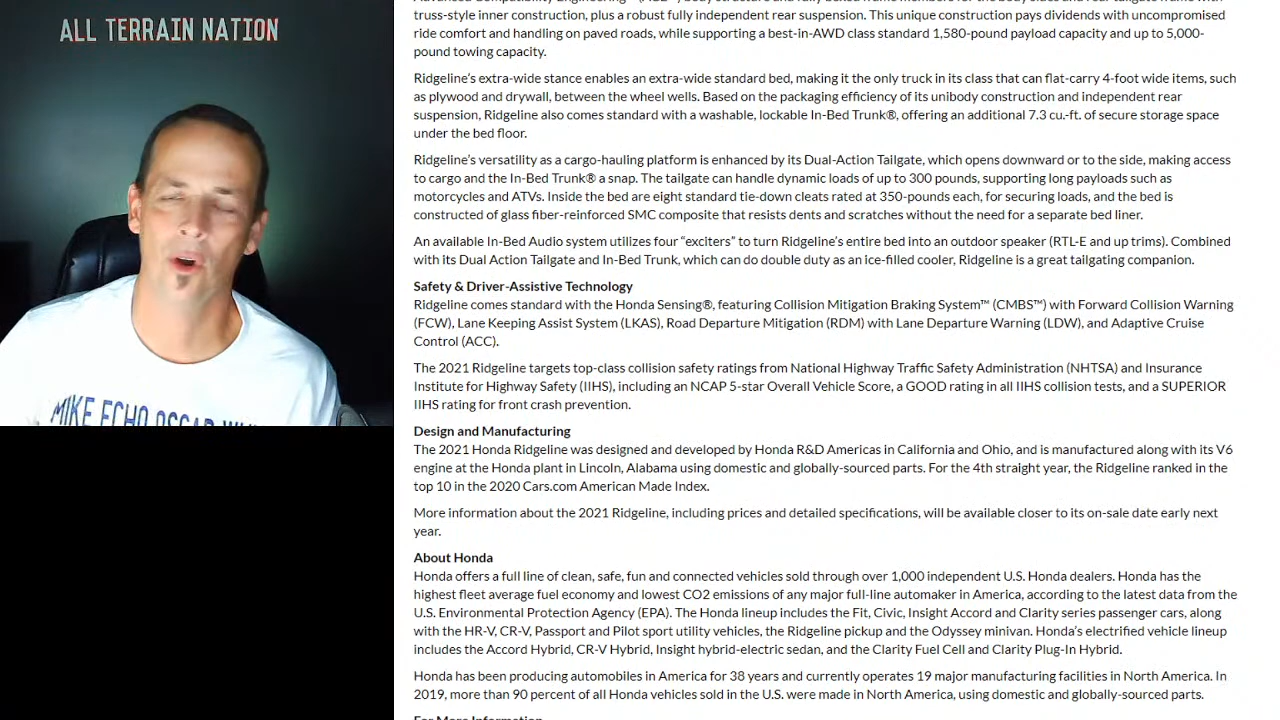 ALL TERRAIN NATION
MIKE ECHO OSCAR
truss-style inner construction, plus a robust fully independent rear suspension. This unique construction pays dividends with uncompromised
ride comfort and handling on paved roads, while supporting a best-in-AWD class standard 1,580-pound payload capacity and up to 5,000-
pound towing capacity.
Ridgeline’s extra-wide stance enables an extra-wide standard bed, making it the only truck in its class that can flat-carry 4-foot wide items, such
as plywood and drywall, between the wheel wells. Based on the packaging efficiency of its unibody construction and independent rear
suspension, Ridgeline also comes standard with a washable, lockable In-Bed Trunk®, offering an additional 7.3 cu.-ft. of secure storage space
under the bed floor.
Ridgeline’s versatility as a cargo-hauling platform is enhanced by its Dual-Action Tailgate, which opens downward or to the side, making access
to cargo and the In-Bed Trunk® a snap. The tailgate can handle dynamic loads of up to 300 pounds, supporting long payloads such as
motorcycles and ATVs. Inside the bed are eight standard tie-down cleats rated at 350-pounds each, for securing loads, and the bed is
constructed of glass fiber-reinforced SMC composite that resists dents and scratches without the need for a separate bed liner.
An available In-Bed Audio system utilizes four “exciters” to turn Ridgeline’s entire bed into an outdoor speaker (RTL-E and up trims). Combined
with its Dual Action Tailgate and In-Bed Trunk, which can do double duty as an ice-filled cooler, Ridgeline is a great tailgating companion.
Safety & Driver-Assistive Technology
Ridgeline comes standard with the Honda Sensing®, featuring Collision Mitigation Braking System™ (CMBS™) with Forward Collision Warning
(FCW), Lane Keeping Assist System (LKAS), Road Departure Mitigation (RDM) with Lane Departure Warning (LDW), and Adaptive Cruise
Control (ACC).
The 2021 Ridgeline targets top-class collision safety ratings from National Highway Traffic Safety Administration (NHTSA) and Insurance
Institute for Highway Safety (IIHS), including an NCAP 5-star Overall Vehicle Score, a GOOD rating in all IIHS collision tests, and a SUPERIOR
IIHS rating for front crash prevention.
Design and Manufacturing
The 2021 Honda Ridgeline was designed and developed by Honda R&D Americas in California and Ohio, and is manufactured along with its V6
engine at the Honda plant in Lincoln, Alabama using domestic and globally-sourced parts. For the 4th straight year, the Ridgeline ranked in the
top 10 in the 2020 Cars.com American Made Index.
More information about the 2021 Ridgeline, including prices and detailed specifications, will be available closer to its on-sale date early next
year.
About Honda
Honda offers a full line of clean, safe, fun and connected vehicles sold through over 1,000 independent U.S. Honda dealers. Honda has the
highest fleet average fuel economy and lowest CO2 emissions of any major full-line automaker in America, according to the latest data from the
U.S. Environmental Protection Agency (EPA). The Honda lineup includes the Fit, Civic, Insight Accord and Clarity series passenger cars, along
with the HR-V, CR-V, Passport and Pilot sport utility vehicles, the Ridgeline pickup and the Odyssey minivan. Honda’s electrified vehicle lineup
includes the Accord Hybrid, CR-V Hybrid, Insight hybrid-electric sedan, and the Clarity Fuel Cell and Clarity Plug-In Hybrid.
Honda has been producing automobiles in America for 38 years and currently operates 19 major manufacturing facilities in North America. In
2019, more than 90 percent of all Honda vehicles sold in the U.S. were made in North America, using domestic and globally-sourced parts.
For More Information